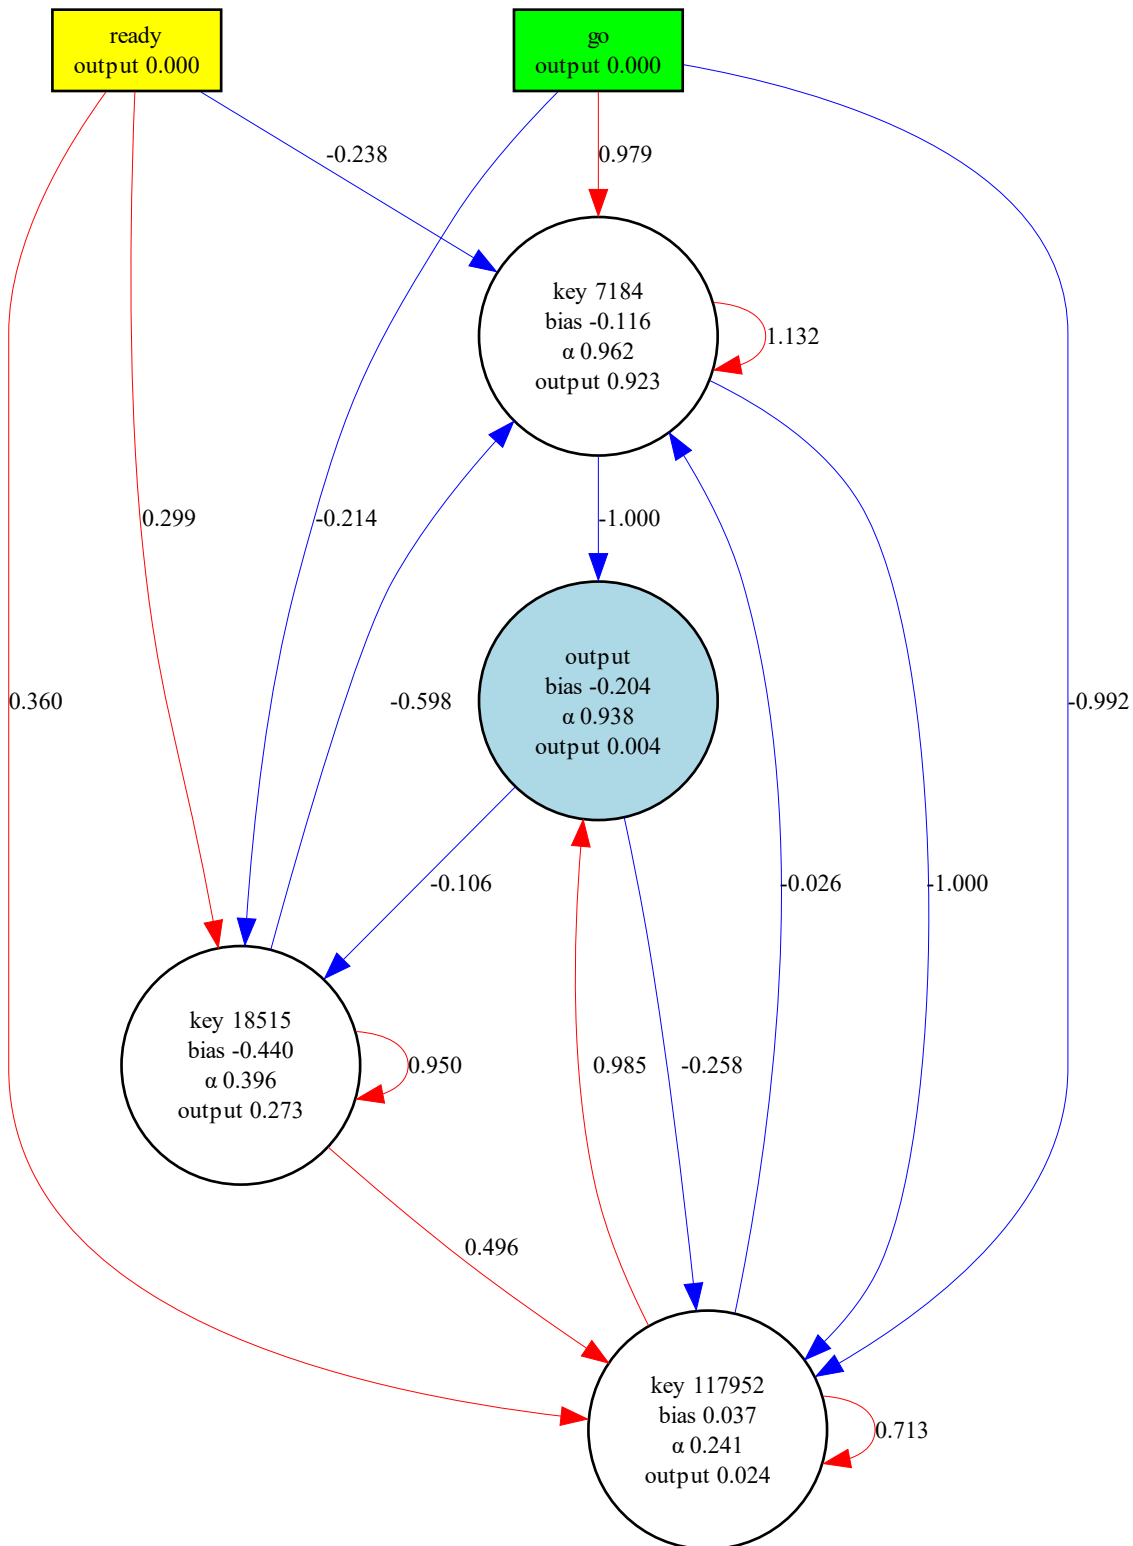 ready
output 0.000
go
output 0.000
-0.238
0.979
key 7184
bias -0.116
α 0.962
output 0.923
1.132
0.299
-0.214
-1.000
output
bias -0.204
α 0.938
output 0.004
0.360
-0.598
-0.992
-0.106
-0.026
-1.000
key 18515
bias -0.440
α 0.396
output 0.273
0.950
0.985
-0.258
0.496
key 117952
bias 0.037
α 0.241
output 0.024
0.713